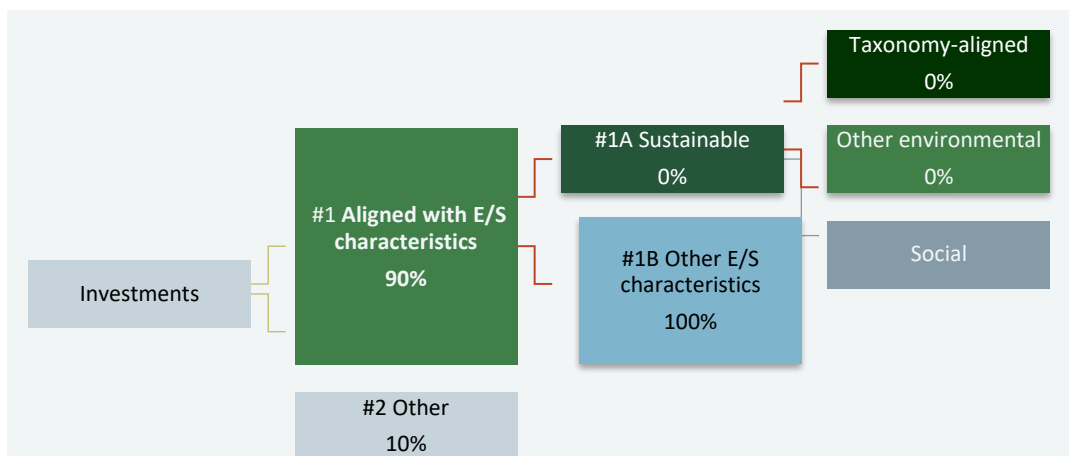 Investments
#1 Aligned with E/S
characteristics
90%
#2 Other
10%
#1A Sustainable
0%
#1B Other E/S
characteristics
100%
Taxonomy-aligned
0%
Other environmental
0%
Social